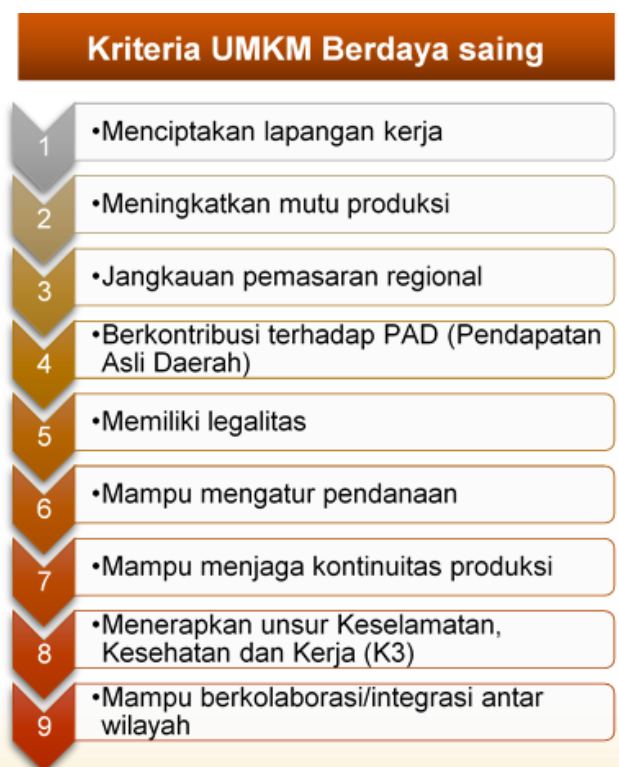 Kriteria UMKM Berdaya saing
1
•Menciptakan lapangan kerja
2
•Meningkatkan mutu produksi
3
•Jangkauan pemasaran regional
4
•Berkontribusi terhadap PAD (Pendapatan
Asli Daerah)
5
•Memiliki legalitas
6
•Mampu mengatur pendanaan
7
•Mampu menjaga kontinuitas produksi
8
•Menerapkan unsur Keselamatan,
Kesehatan dan Kerja (K3)
9
•Mampu berkolaborasi/integrasi antar
wilayah